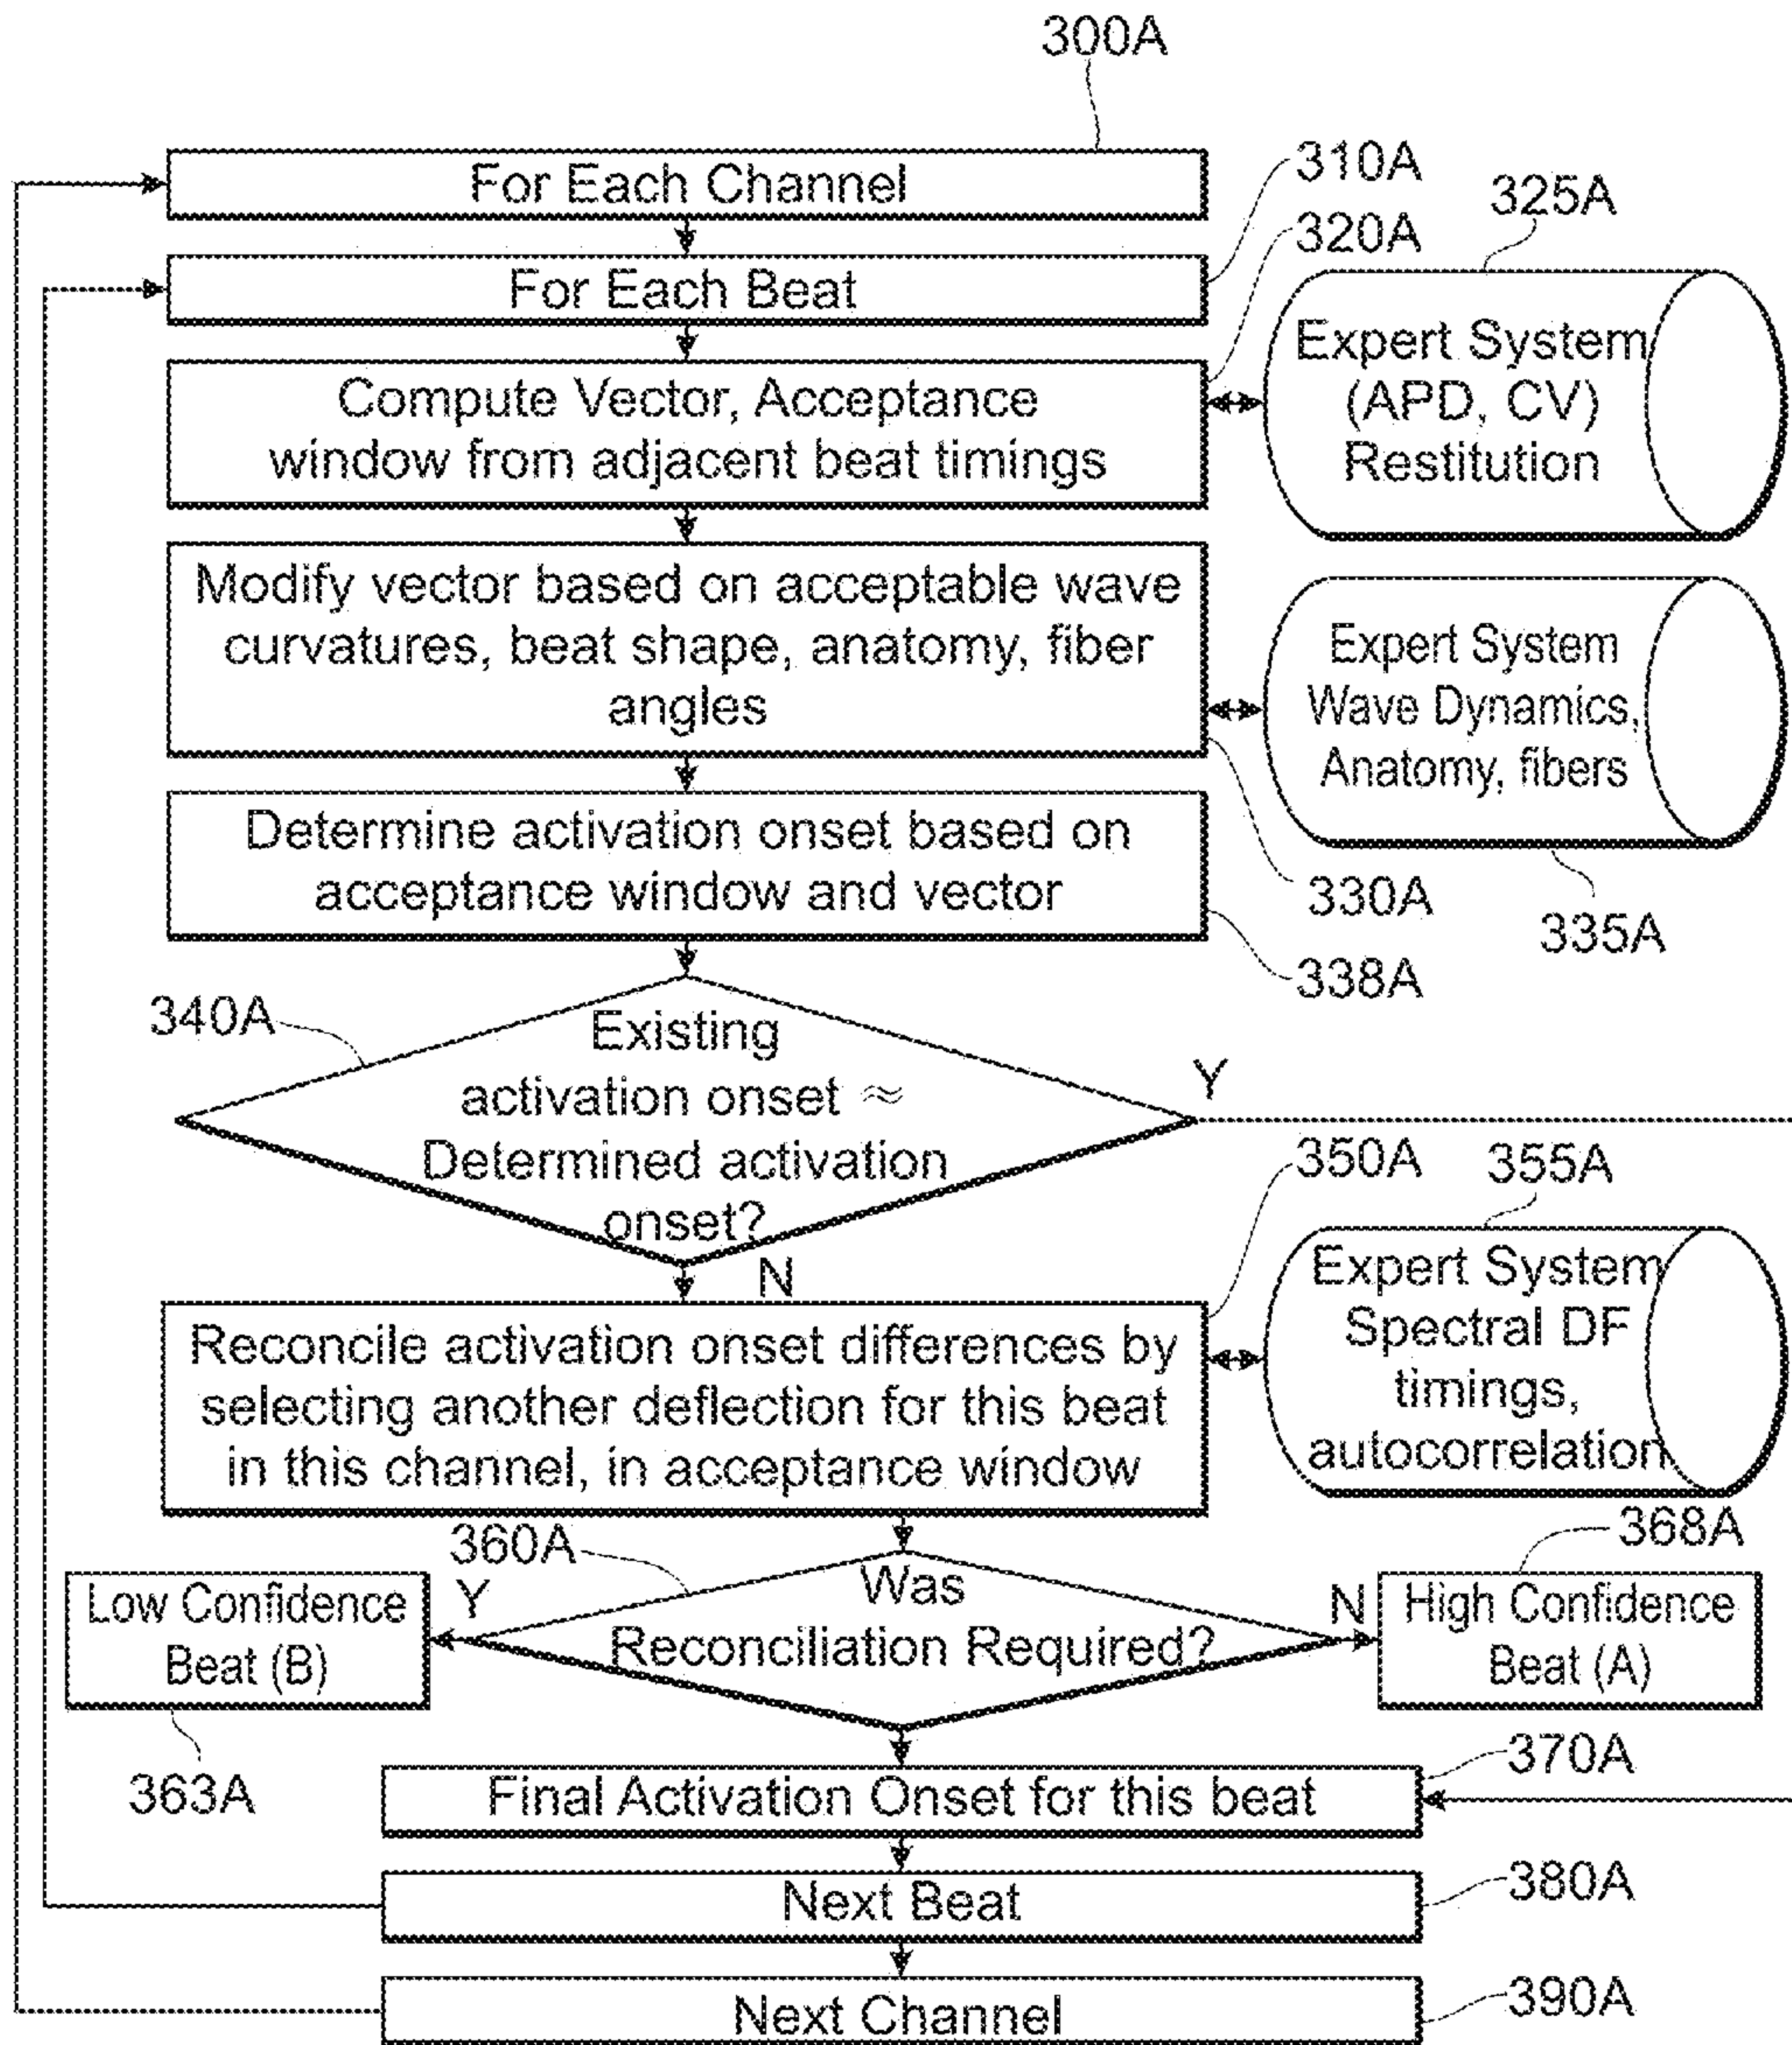 300A
For Each Channel
310A
325A
320A
For Each Beat
Compute Vector, Acceptance
window from adjacent beat timings
Expert System
(APD, CV)
Restitution
Modify vector based on acceptable wave
curvatures, beat shape, anatomy, fiber
angles
Expert System
Wave Dynamics,
Anatomy, fibers
Determine activation onset based on
acceptance window and vector
330A
335A
338A
340A
Existing
activation onset ≈
Determined activation
onset?
Y
N
350A
355A
Reconcile activation onset differences by
selecting another deflection for this beat
in this channel, in acceptance window
Expert System
Spectral DF
timings,
autocorrelation
360A
368A
Low Confidence
Beat (B)
Y
Was
Reconciliation Required?
N
High Confidence
Beat (A)
363A
370A
Final Activation Onset for this beat
380A
Next Beat
390A
Next Channel